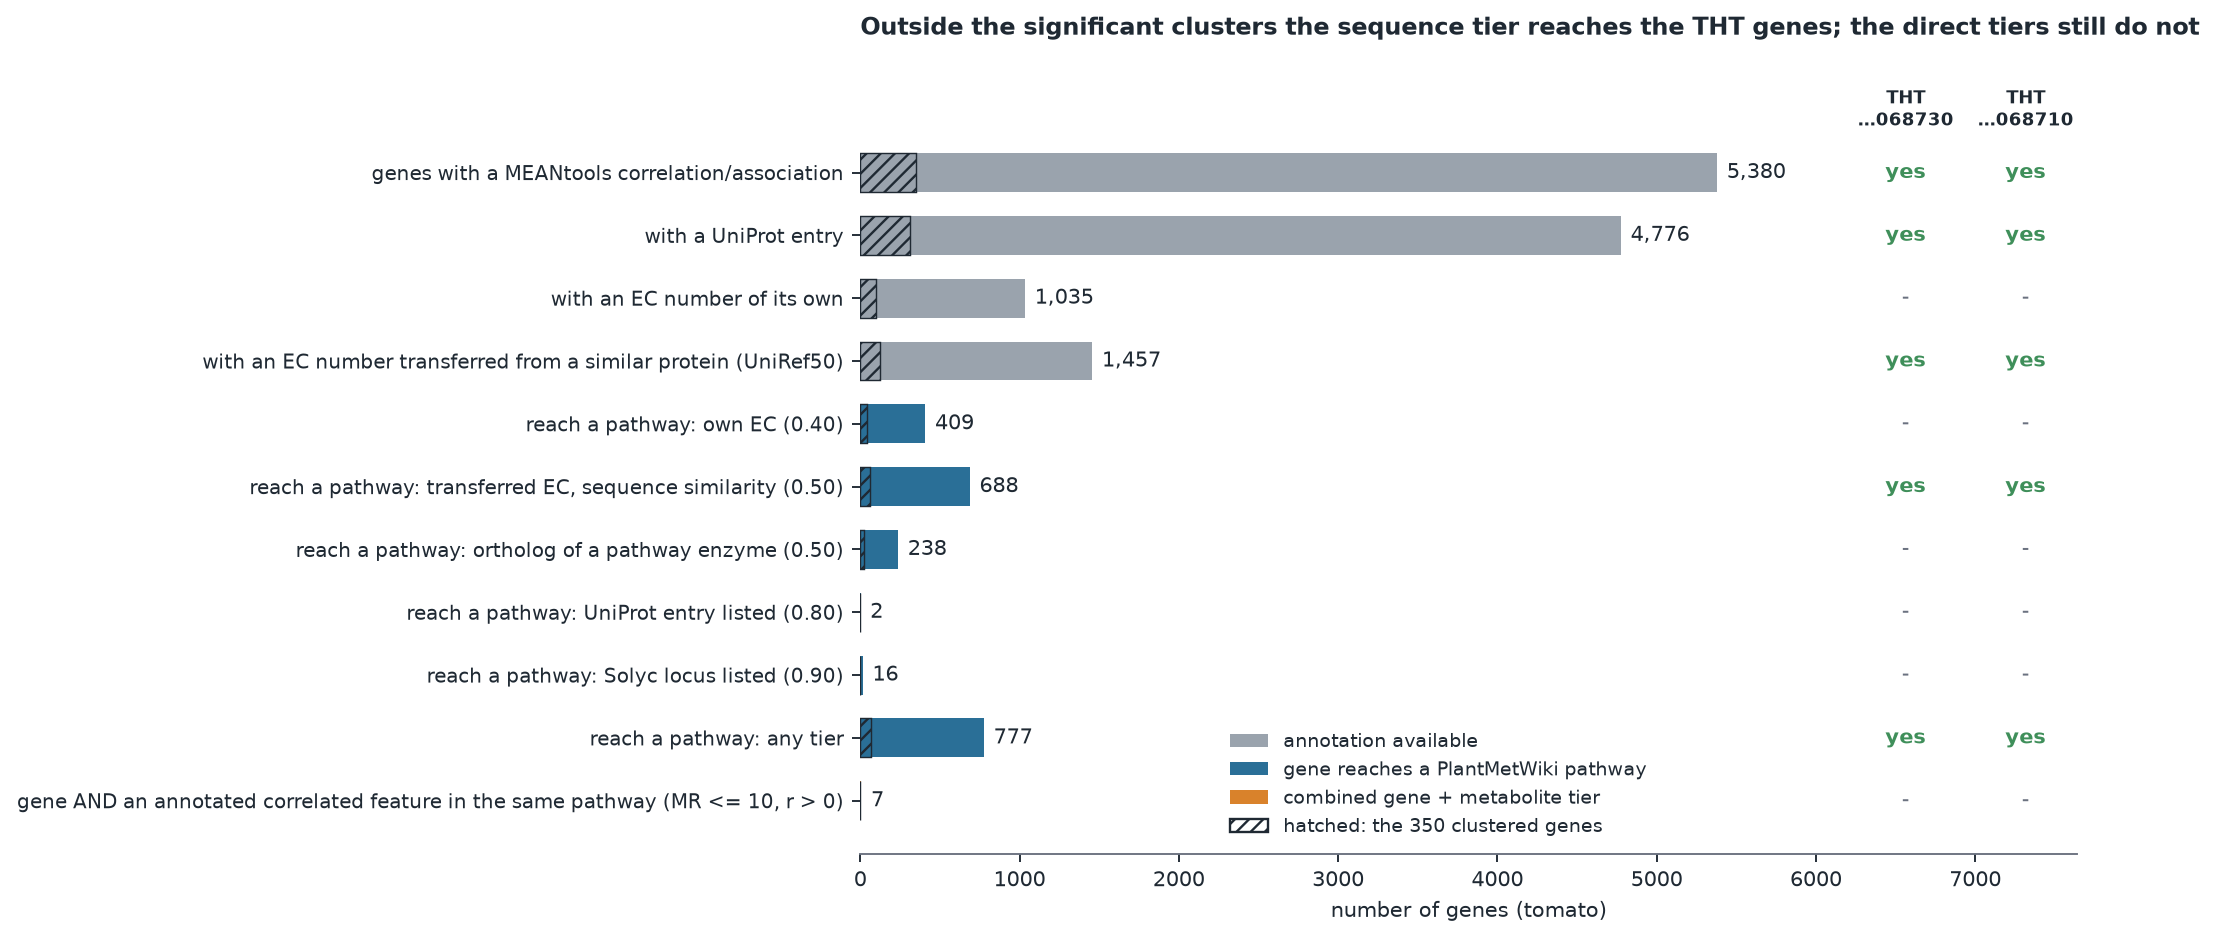 Outside the significant clusters the sequence tier reaches the THT genes; the direct tiers still do not
THT THT
...068730 ...068710
genes with a MEANtools correlation/association 5,380 yes yes
with a UniProt entry 4,776 yes yes
with an EC number of its own 1,035 - -
with an EC number transferred from a similar protein (UniRef50) 1,457 yes yes
reach a pathway: own EC (0.40) 409 - -
reach a pathway: transferred EC, sequence similarity (0.50) 688 yes yes
reach a pathway: ortholog of a pathway enzyme (0.50) 238 - -
reach a pathway: UniProt entry listed (0.80) 2 - -
reach a pathway: Solyc locus listed (0.90) 16 - -
reach a pathway: any tier 777 yes yes
gene AND an annotated correlated feature in the same pathway (MR <= 10, r > 0) 7 - -
annotation available
gene reaches a PlantMetWiki pathway
combined gene + metabolite tier
hatched: the 350 clustered genes
0 1000 2000 3000 4000 5000 6000 7000
number of genes (tomato)